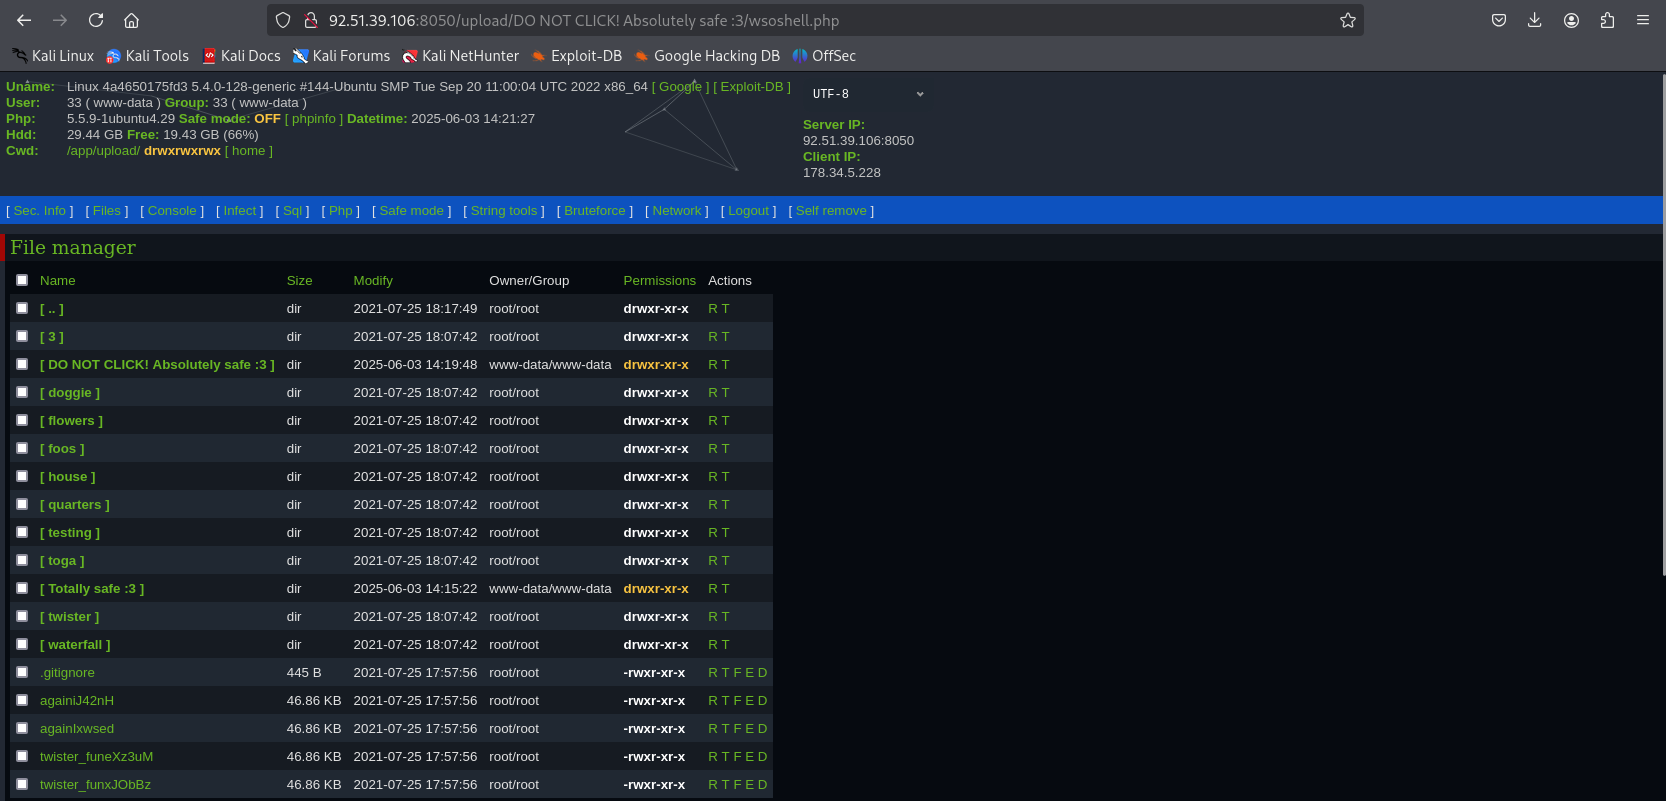 92.51.39.106:8050/upload/DO NOT CLICK! Absolutely safe :3/wsoshell.php
Kali Linux Kali Tools Kali Docs Kali Forums Kali NetHunter Exploit-DB Google Hacking DB OffSec
Uname: Linux 4a4650175fd3 5.4.0-128-generic #144-Ubuntu SMP Tue Sep 20 11:00:04 UTC 2022 x86_64 [ Google ] [ Exploit-DB ]
User: 33 ( www-data ) Group: 33 ( www-data )
Php: 5.5.9-1ubuntu4.29 Safe mode: OFF [ phpinfo ] Datetime: 2025-06-03 14:21:27
Hdd: 29.44 GB Free: 19.43 GB (66%)
Cwd: /app/upload/ drwxrwxrwx [ home ]
UTF-8
Server IP:
92.51.39.106:8050
Client IP:
178.34.5.228
[ Sec. Info ] [ Files ] [ Console ] [ Infect ] [ Sql ] [ Php ] [ Safe mode ] [ String tools ] [ Bruteforce ] [ Network ] [ Logout ] [ Self remove ]
File manager
Name Size Modify Owner/Group Permissions Actions
[ .. ] dir 2021-07-25 18:17:49 root/root drwxr-xr-x R T
[ 3 ] dir 2021-07-25 18:07:42 root/root drwxr-xr-x R T
[ DO NOT CLICK! Absolutely safe :3 ] dir 2025-06-03 14:19:48 www-data/www-data drwxr-xr-x R T
[ doggie ] dir 2021-07-25 18:07:42 root/root drwxr-xr-x R T
[ flowers ] dir 2021-07-25 18:07:42 root/root drwxr-xr-x R T
[ foos ] dir 2021-07-25 18:07:42 root/root drwxr-xr-x R T
[ house ] dir 2021-07-25 18:07:42 root/root drwxr-xr-x R T
[ quarters ] dir 2021-07-25 18:07:42 root/root drwxr-xr-x R T
[ testing ] dir 2021-07-25 18:07:42 root/root drwxr-xr-x R T
[ toga ] dir 2021-07-25 18:07:42 root/root drwxr-xr-x R T
[ Totally safe :3 ] dir 2025-06-03 14:15:22 www-data/www-data drwxr-xr-x R T
[ twister ] dir 2021-07-25 18:07:42 root/root drwxr-xr-x R T
[ waterfall ] dir 2021-07-25 18:07:42 root/root drwxr-xr-x R T
.gitignore 445 B 2021-07-25 17:57:56 root/root -rwxr-xr-x R T F E D
againiJ42nH 46.86 KB 2021-07-25 17:57:56 root/root -rwxr-xr-x R T F E D
againIxwsed 46.86 KB 2021-07-25 17:57:56 root/root -rwxr-xr-x R T F E D
twister_funeXz3uM 46.86 KB 2021-07-25 17:57:56 root/root -rwxr-xr-x R T F E D
twister_funxJObBz 46.86 KB 2021-07-25 17:57:56 root/root -rwxr-xr-x R T F E D